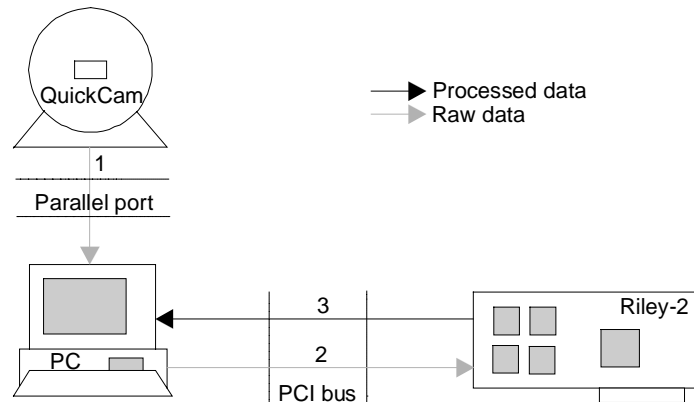 QuickCam
Processed data
Raw data
1
Parallel port
3
Riley-2
PC
2
PCI bus